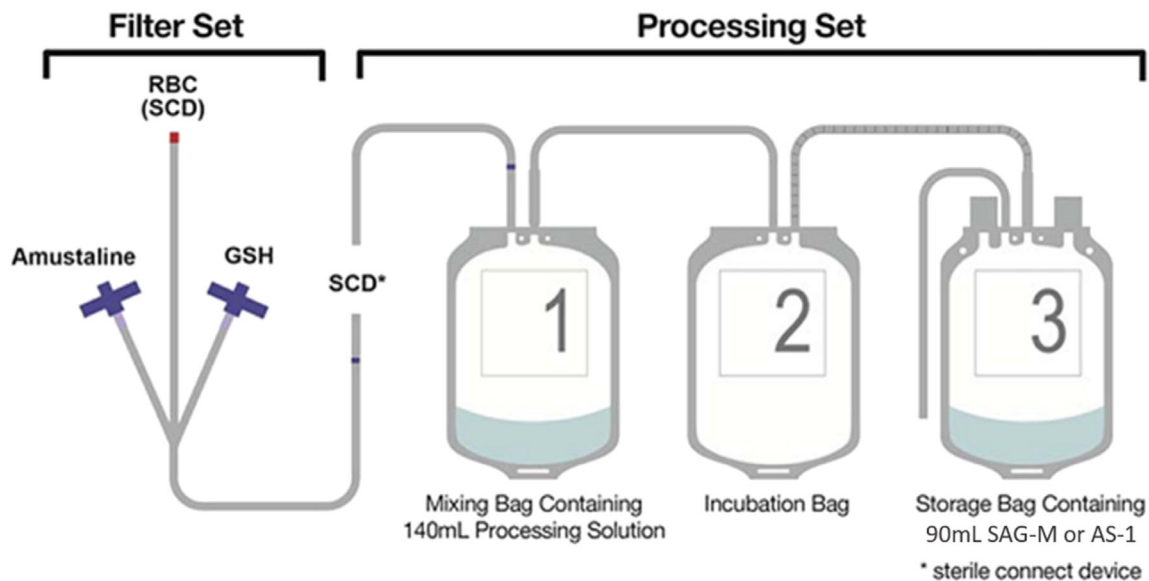 Filter Set
Processing Set
RBC
(SCD)
Amustaline
GSH
SCD*
1
2
3
Mixing Bag Containing
140mL Processing Solution
Incubation Bag
Storage Bag Containing
90mL SAG-M or AS-1
* sterile connect device